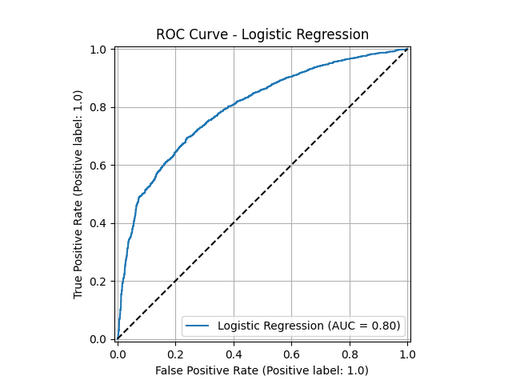 ROC Curve - Logistic Regression
1.0
0.8
0.6
0.4
0.2
0.0
True Positive Rate (Positive label: 1.0)
Logistic Regression (AUC = 0.80)
0.0 0.2 0.4 0.6 0.8 1.0
False Positive Rate (Positive label: 1.0)